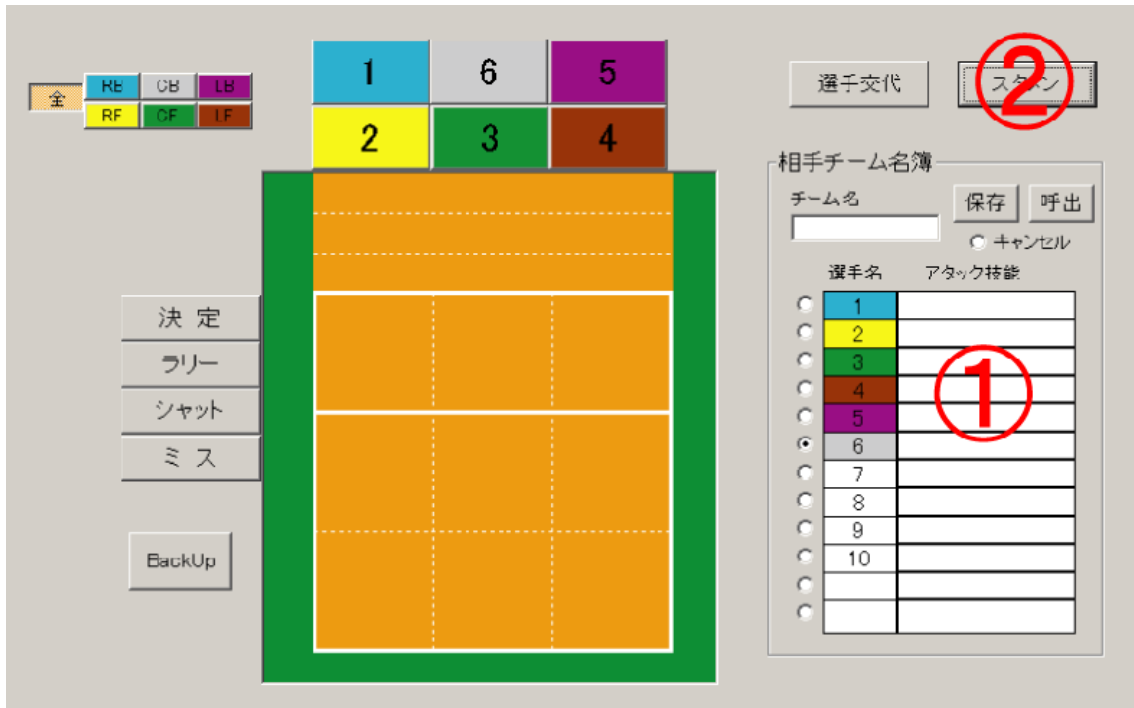 全
RB CB LB
RF CF LF
1 6 5
2 3 4
選手交代
スタメン
②
相手チーム名簿
チーム名
保存 呼出
キャンセル
選手名 アタック技能
1
2
3
4
5
6
7
8
9
10
①
決 定
ラリー
シャット
ミ ス
BackUp